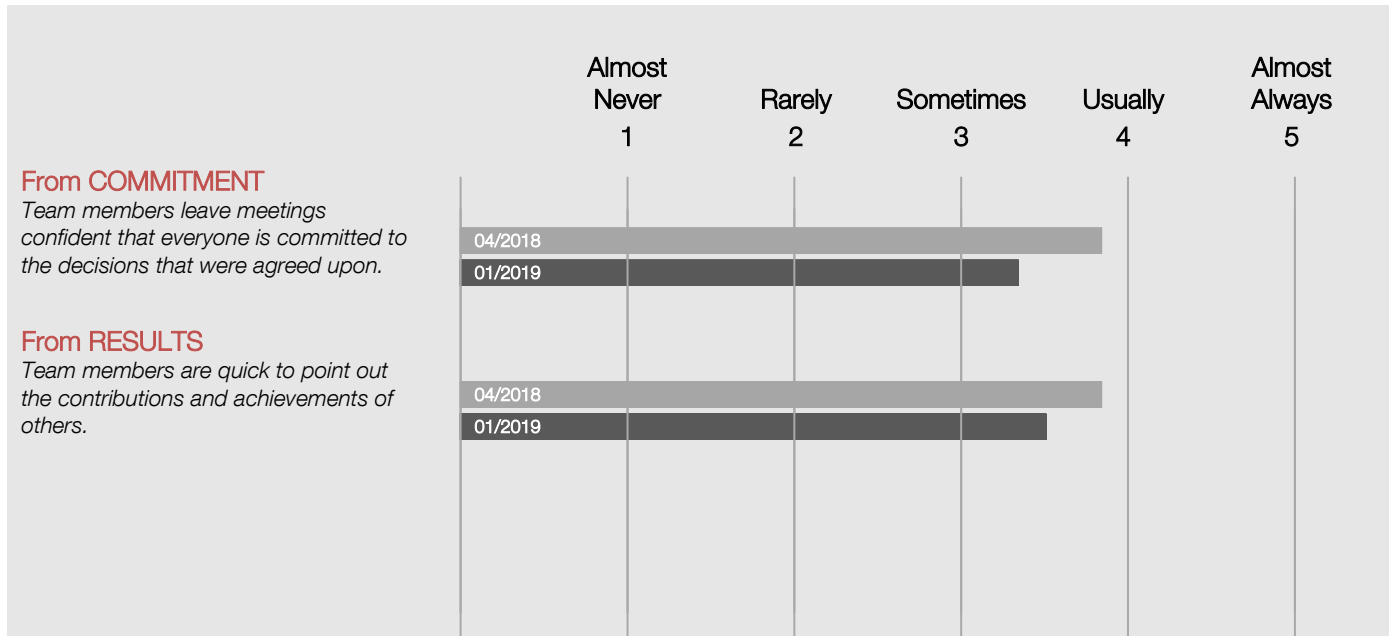 Almost
Never
Rarely
Sometimes
Usually
Almost
Always
1
2
3
4
5
From COMMITMENT
Team members leave meetings
confident that everyone is committed to
the decisions that were agreed upon.
04/2018
01/2019
From RESULTS
Team members are quick to point out
the contributions and achievements of
others.
04/2018
01/2019